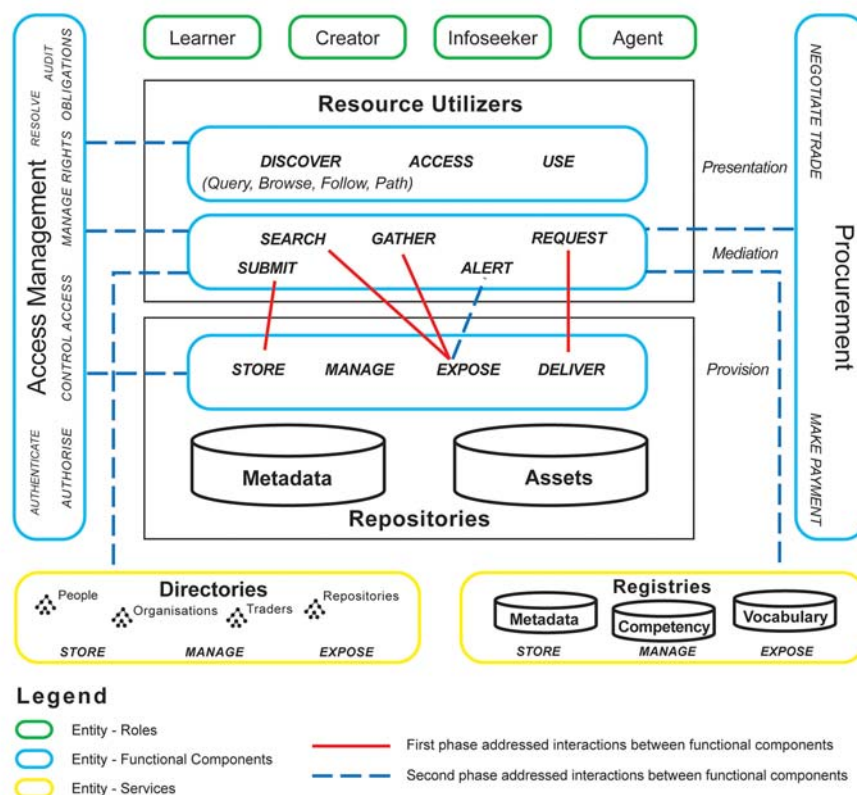 Learner
Creator
Infoseeker
Agent
Access Management
AUTHENTICATE
AUTHORISE
CONTROL ACCESS
MANAGE RIGHTS
RESOLVE
AUDIT
OBLIGATIONS
Resource Utilizers
DISCOVER ACCESS USE
(Query, Browse, Follow, Path)
SEARCH GATHER REQUEST
SUBMIT ALERT
STORE MANAGE EXPOSE DELIVER
Metadata
Assets
Repositories
Presentation
Mediation
Provision
NEGOTIATE TRADE
Procurement
MAKE PAYMENT
Directories
People
Organisations
Traders
Repositories
STORE MANAGE EXPOSE
Registries
Metadata
Competency
Vocabulary
STORE MANAGE EXPOSE
Legend
Entity - Roles
Entity - Functional Components
Entity - Services
First phase addressed interactions between functional components
Second phase addressed interactions between functional components